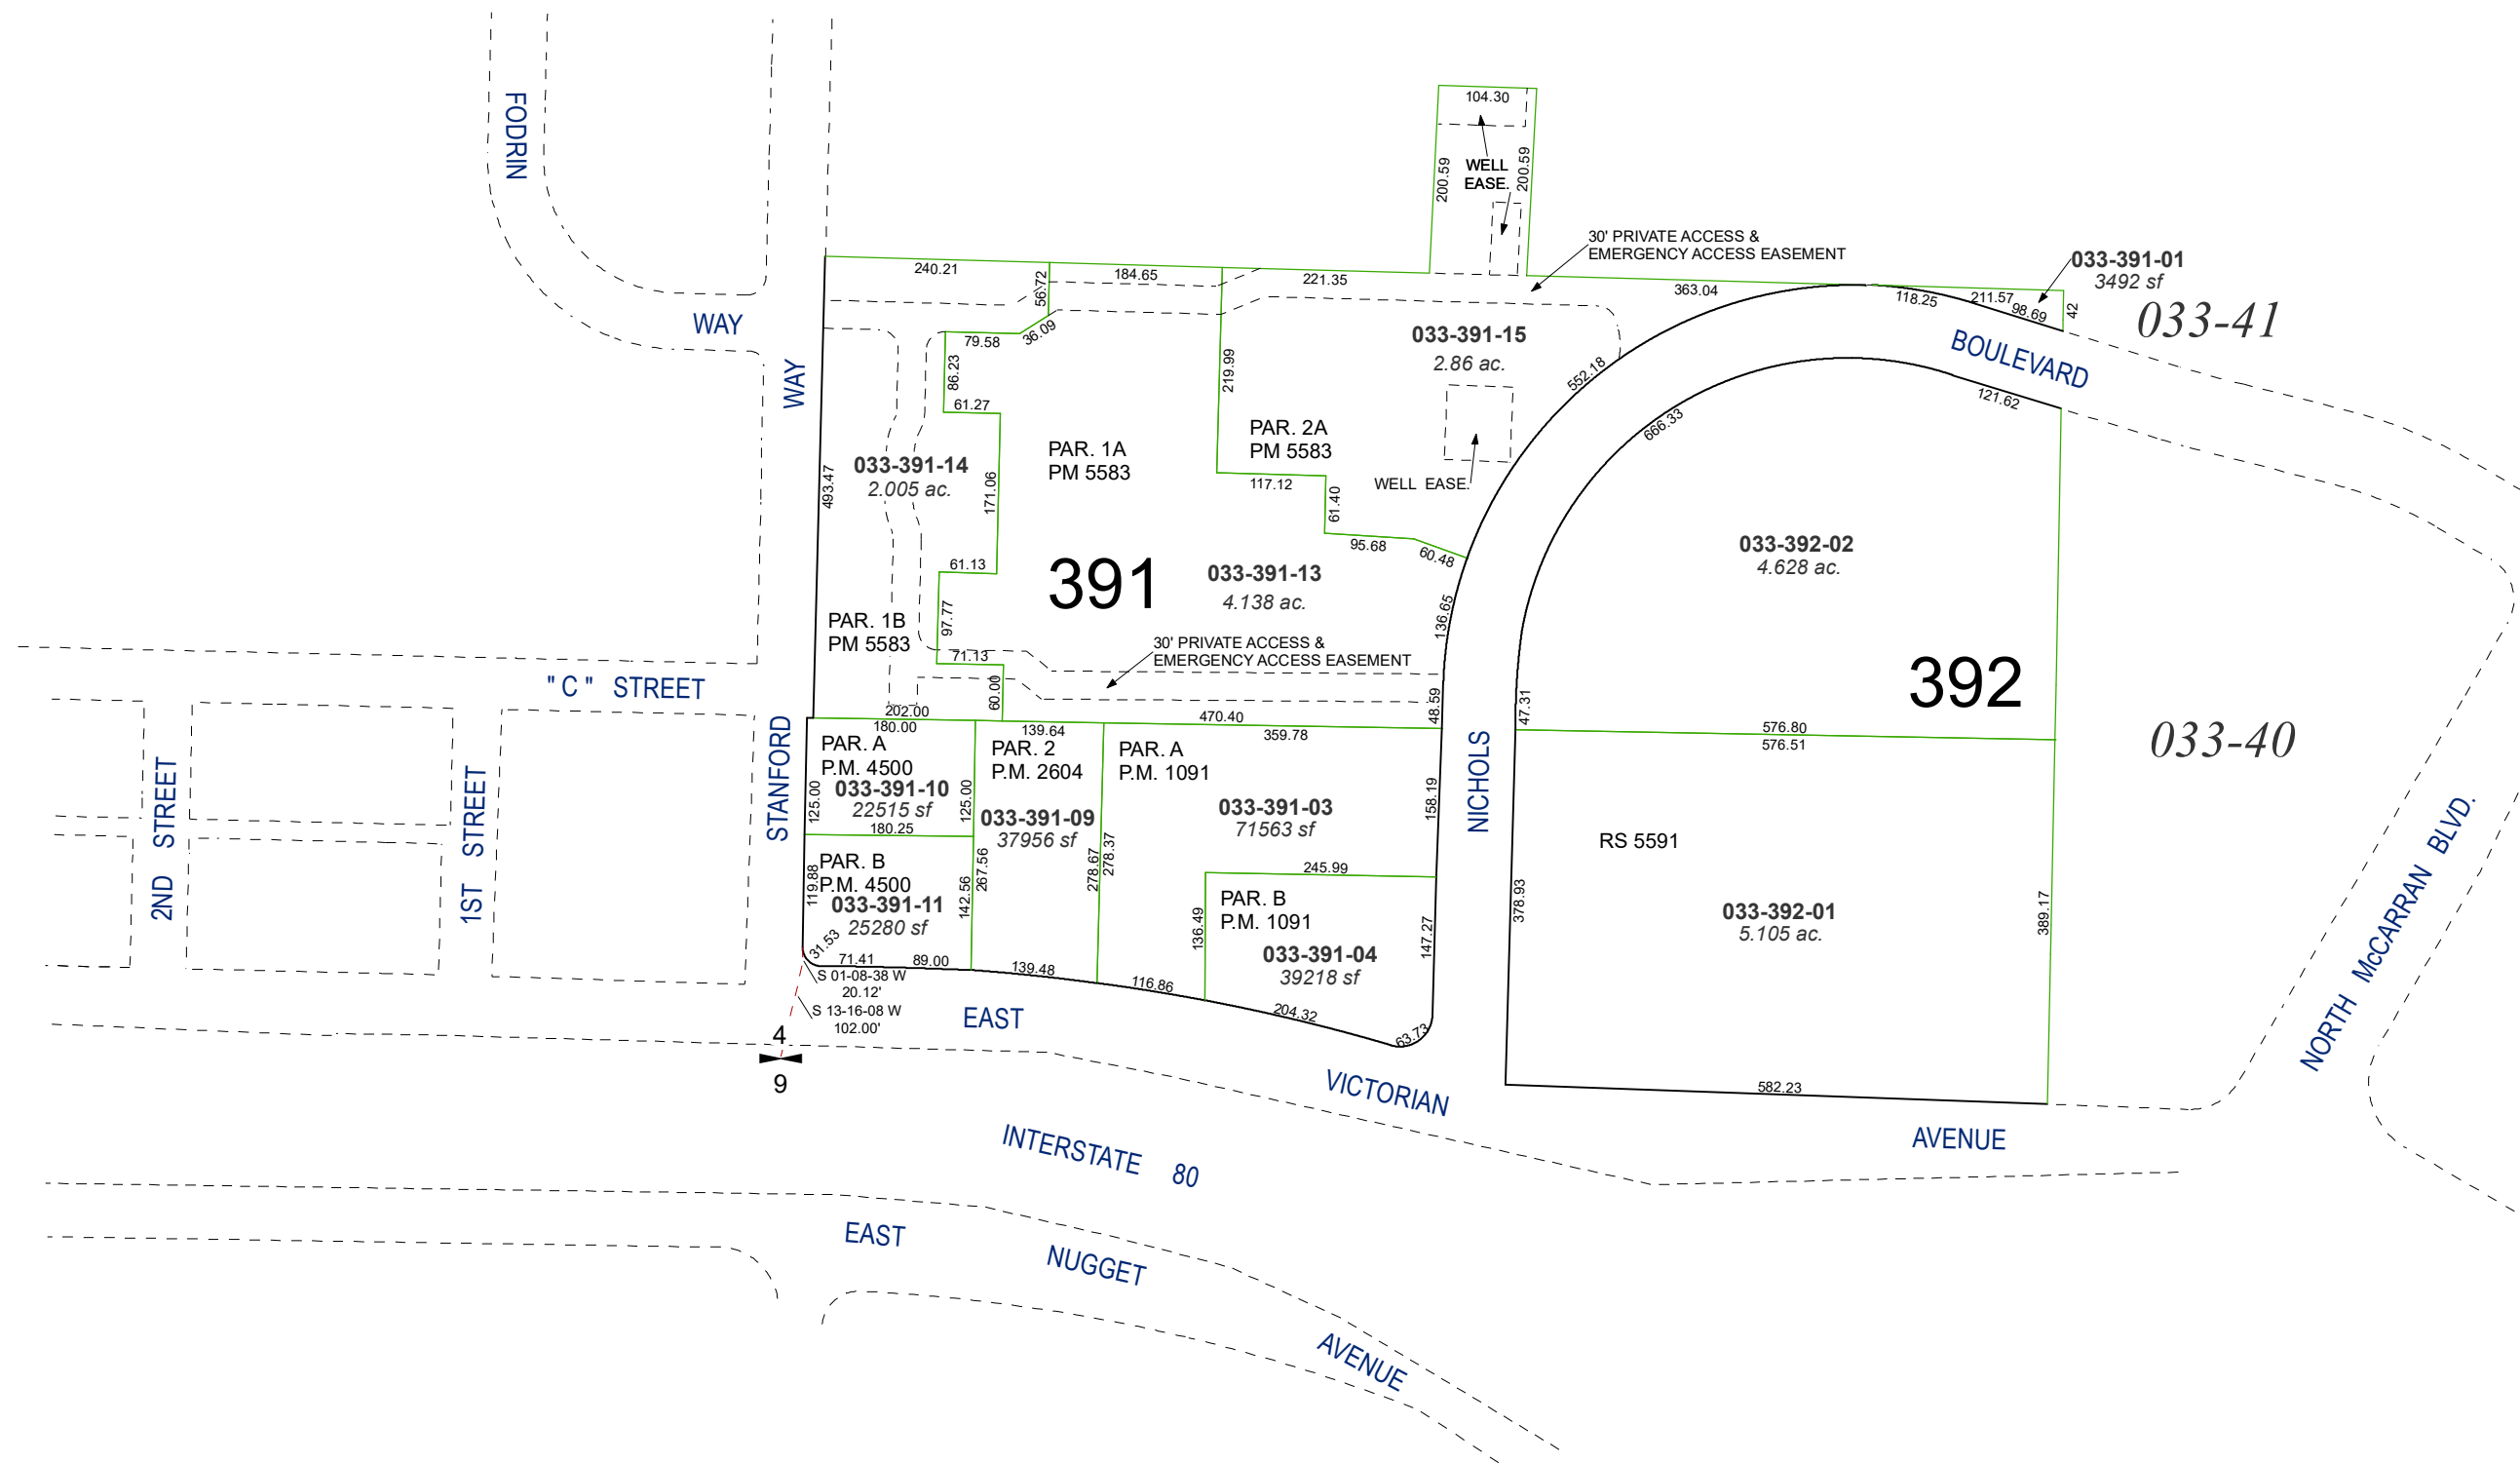 104.30
FODRIN
WELL
EASE.
200.59
200.59
30' PRIVATE ACCESS &
EMERGENCY ACCESS EASEMENT
033-391-01
3492 sf
240.21
184.65
221.35
363.04
118.25
211.57
98.69
42
033-41
56.72
WAY
79.58
36.09
033-391-15
2.86 ac.
BOULEVARD
WAY
86.23
219.99
552.18
61.27
121.62
666.33
PAR. 2A
PM 5583
PAR. 1A
PM 5583
033-391-14
2.005 ac.
493.47
171.06
117.12
WELL EASE.
61.40
95.68
60.48
033-392-02
4.628 ac.
61.13
391
033-391-13
4.138 ac.
97.77
136.65
PAR. 1B
PM 5583
30' PRIVATE ACCESS &
EMERGENCY ACCESS EASEMENT
71.13
60.00
392
"C" STREET
48.59
47.31
202.00
470.40
180.00
139.64
359.78
576.80
576.51
033-40
STANFORD
NICHOLS
PAR. A
P.M. 4500
033-391-10
22515 sf
125.00
125.00
PAR. 2
P.M. 2604
033-391-09
37956 sf
PAR. A
P.M. 1091
033-391-03
71563 sf
158.19
2ND STREET
1ST STREET
180.25
RS 5591
PAR. B
P.M. 4500
033-391-11
25280 sf
119.88
142.56
267.56
278.67
278.37
245.99
PAR. B
P.M. 1091
033-391-04
39218 sf
136.49
147.27
378.93
033-392-01
5.105 ac.
389.17
NORTH McCARRAN BLVD.
31.53
71.41
89.00
139.48
116.86
204.32
63.73
S 01-08-38 W
20.12'
S 13-16-08 W
102.00'
4
9
EAST
VICTORIAN
AVENUE
582.23
INTERSTATE 80
EAST
NUGGET
AVENUE